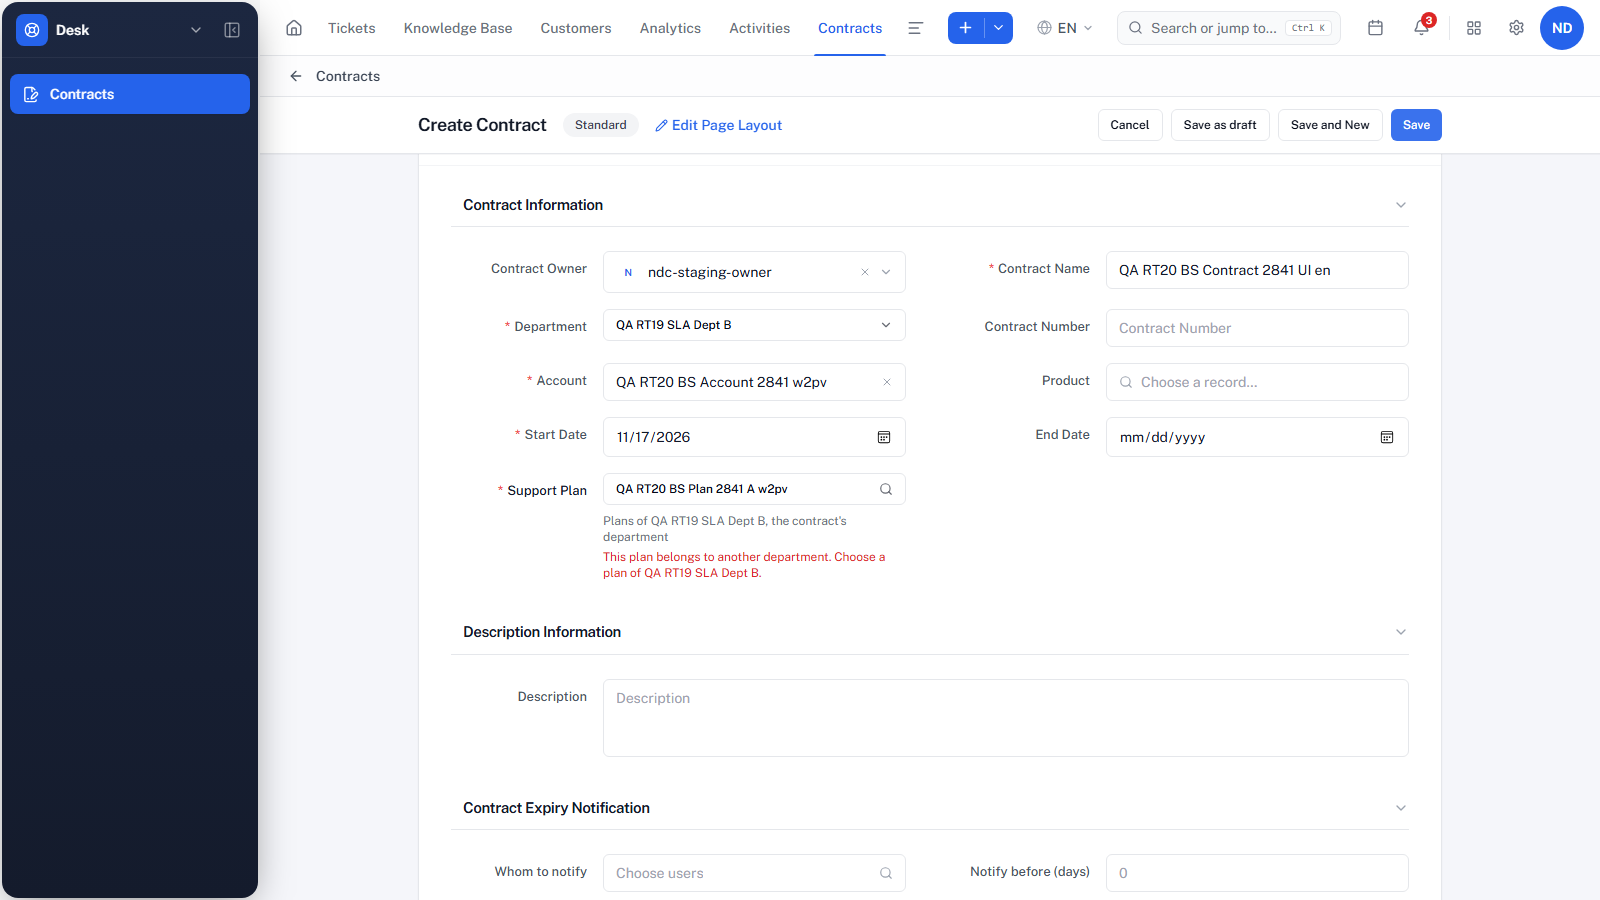 Desk
Contracts
Tickets
Knowledge Base
Customers
Analytics
Activities
Contracts
EN
Search or jump to...
Ctrl K
3
ND
Contracts
Create Contract
Standard
Edit Page Layout
Cancel
Save as draft
Save and New
Save
Contract Information
Contract Owner
N ndc-staging-owner
* Contract Name
QA RT20 BS Contract 2841 UI en
* Department
QA RT19 SLA Dept B
Contract Number
Contract Number
* Account
QA RT20 BS Account 2841 w2pv
Product
Choose a record...
* Start Date
11/17/2026
End Date
mm/dd/yyyy
* Support Plan
QA RT20 BS Plan 2841 A w2pv
Plans of QA RT19 SLA Dept B, the contract's
department
This plan belongs to another department. Choose a
plan of QA RT19 SLA Dept B.
Description Information
Description
Description
Contract Expiry Notification
Whom to notify
Choose users
Notify before (days)
0